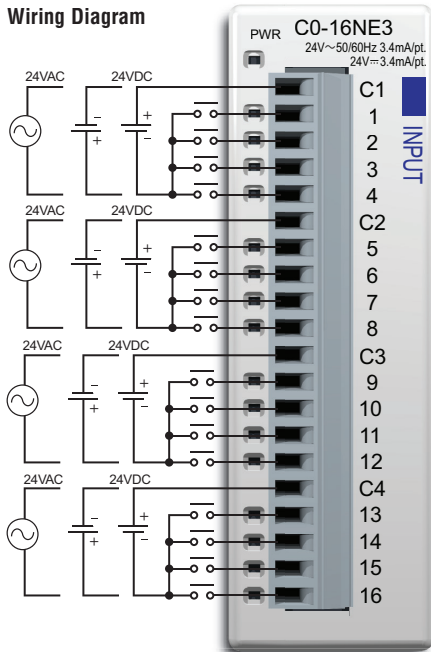 Wiring Diagram
PWR
C0-16NE3
24V~50/60Hz 3.4mA/pt.
24V⎓3.4mA/pt.
INPUT
24VAC 24VDC
− +
+ −
C1
1
2
3
4
24VAC 24VDC
− +
+ −
C2
5
6
7
8
24VAC 24VDC
− +
+ −
C3
9
10
11
12
24VAC 24VDC
− +
+ −
C4
13
14
15
16